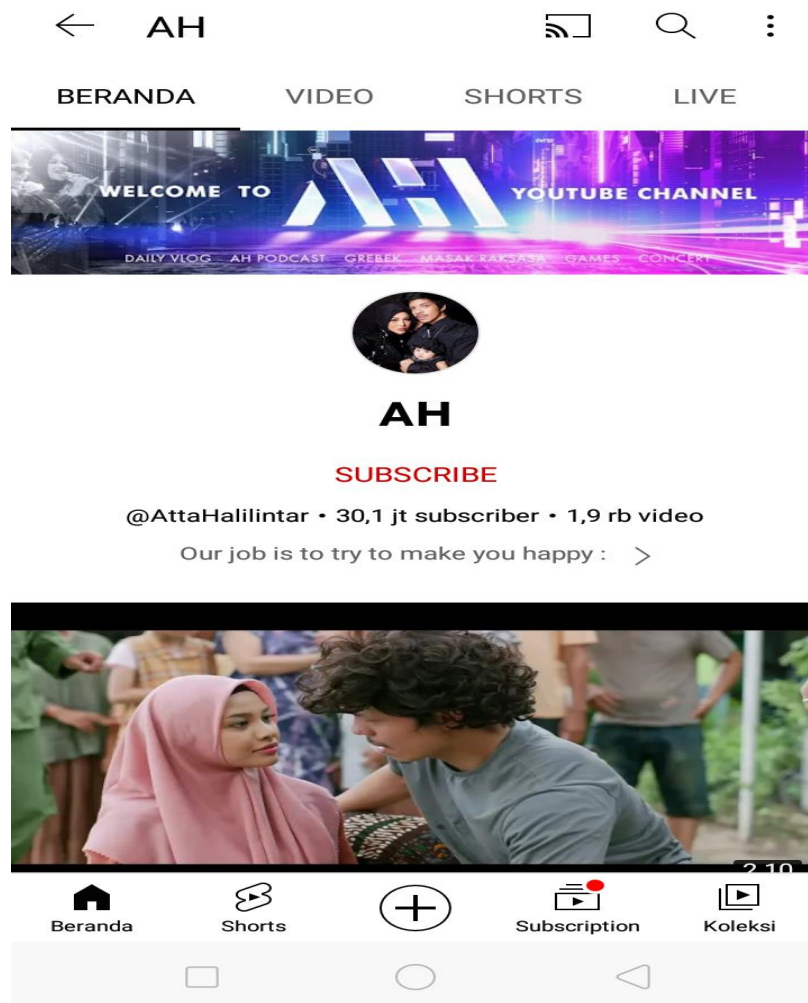 AH
BERANDA VIDEO SHORTS LIVE
WELCOME TO AH YOUTUBE CHANNEL
DAILY VLOG AH PODCAST GREBEK MASAK RAKSASA GAMES CONCERT
AH
SUBSCRIBE
@AttaHalilintar • 30,1 jt subscriber • 1,9 rb video
Our job is to try to make you happy :
2.10
Beranda Shorts Subscription Koleksi